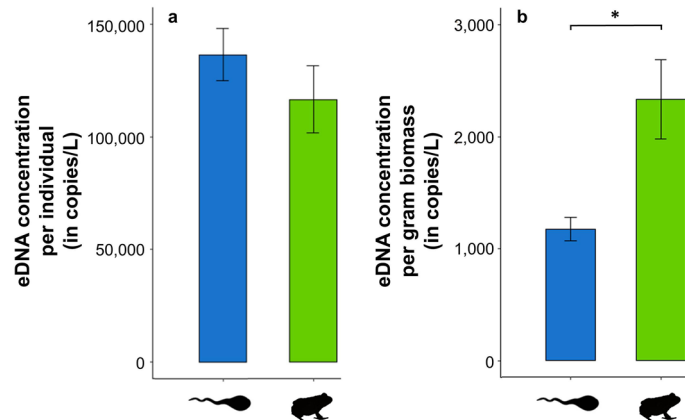 a
eDNA concentration
per individual
(in copies/L)
150,000
100,000
50,000
0
b
*
eDNA concentration
per gram biomass
(in copies/L)
3,000
2,000
1,000
0